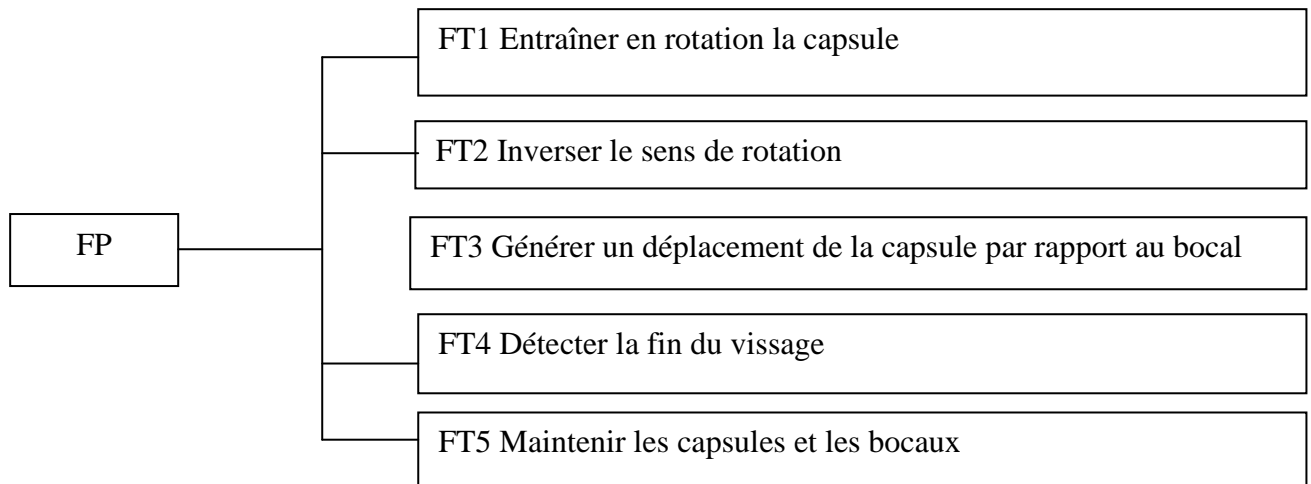 FT1 Entraîner en rotation la capsule
FT2 Inverser le sens de rotation
FP
FT3 Générer un déplacement de la capsule par rapport au bocal
FT4 Détecter la fin du vissage
FT5 Maintenir les capsules et les bocaux